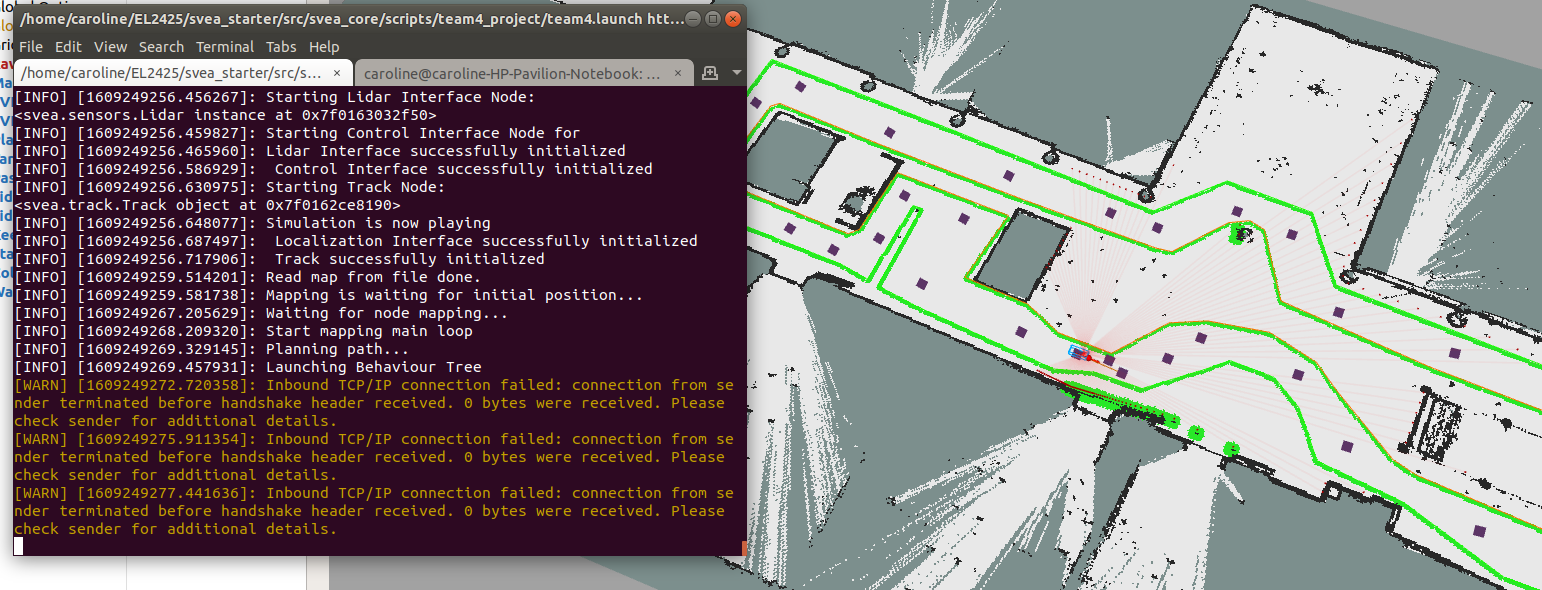 /home/caroline/EL2425/svea_starter/src/svea_core/scripts/team4_project/team4.launch htt...
File Edit View Search Terminal Tabs Help
/home/caroline/EL2425/svea_starter/src/s... × caroline@caroline-HP-Pavilion-Notebook: ... ×
[INFO] [1609249256.456267]: Starting Lidar Interface Node:
<svea.sensors.Lidar instance at 0x7f0163032f50>
[INFO] [1609249256.459827]: Starting Control Interface Node for
[INFO] [1609249256.465960]: Lidar Interface successfully initialized
[INFO] [1609249256.586929]:  Control Interface successfully initialized
[INFO] [1609249256.630975]: Starting Track Node:
<svea.track.Track object at 0x7f0162ce8190>
[INFO] [1609249256.648077]: Simulation is now playing
[INFO] [1609249256.687497]:  Localization Interface successfully initialized
[INFO] [1609249256.717906]:  Track successfully initialized
[INFO] [1609249259.514201]: Read map from file done.
[INFO] [1609249259.581738]: Mapping is waiting for initial position...
[INFO] [1609249267.205629]: Waiting for node mapping...
[INFO] [1609249268.209320]: Start mapping main loop
[INFO] [1609249269.329145]: Planning path...
[INFO] [1609249269.457931]: Launching Behaviour Tree
[WARN] [1609249272.720358]: Inbound TCP/IP connection failed: connection from se
nder terminated before handshake header received. 0 bytes were received. Please
check sender for additional details.
[WARN] [1609249275.911354]: Inbound TCP/IP connection failed: connection from se
nder terminated before handshake header received. 0 bytes were received. Please
check sender for additional details.
[WARN] [1609249277.441636]: Inbound TCP/IP connection failed: connection from se
nder terminated before handshake header received. 0 bytes were received. Please
check sender for additional details.